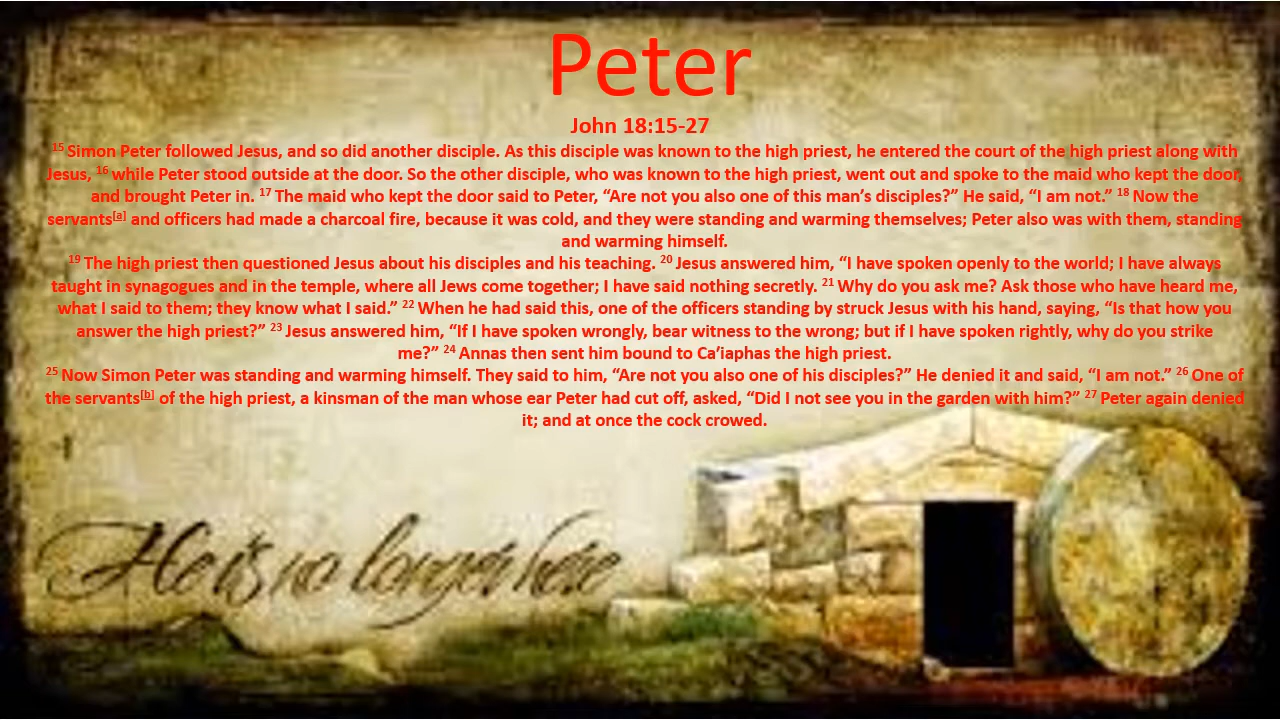 Peter
John 18:15-27
15 Simon Peter followed Jesus, and so did another disciple. As this disciple was known to the high priest, he entered the court of the high priest along with
Jesus, 16 while Peter stood outside at the door. So the other disciple, who was known to the high priest, went out and spoke to the maid who kept the door,
and brought Peter in. 17 The maid who kept the door said to Peter, “Are not you also one of this man’s disciples?” He said, “I am not.” 18 Now the
servants[a] and officers had made a charcoal fire, because it was cold, and they were standing and warming themselves; Peter also was with them, standing
and warming himself.
19 The high priest then questioned Jesus about his disciples and his teaching. 20 Jesus answered him, “I have spoken openly to the world; I have always
taught in synagogues and in the temple, where all Jews come together; I have said nothing secretly. 21 Why do you ask me? Ask those who have heard me,
what I said to them; they know what I said.” 22 When he had said this, one of the officers standing by struck Jesus with his hand, saying, “Is that how you
answer the high priest?” 23 Jesus answered him, “If I have spoken wrongly, bear witness to the wrong; but if I have spoken rightly, why do you strike
me?” 24 Annas then sent him bound to Ca′iaphas the high priest.
25 Now Simon Peter was standing and warming himself. They said to him, “Are not you also one of his disciples?” He denied it and said, “I am not.” 26 One of
the servants[b] of the high priest, a kinsman of the man whose ear Peter had cut off, asked, “Did I not see you in the garden with him?” 27 Peter again denied
it; and at once the cock crowed.
He is no longer here